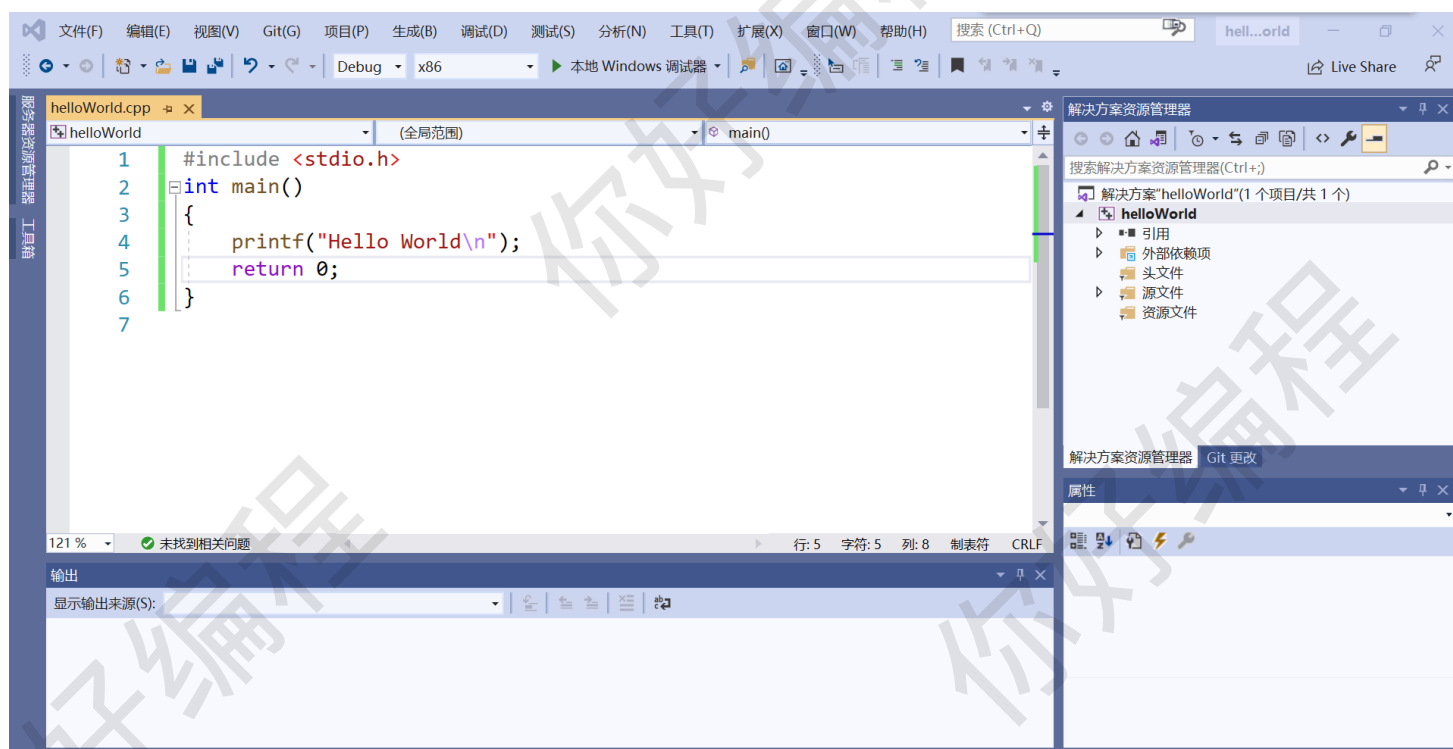 文件(F) 编辑(E) 视图(V) Git(G) 项目(P) 生成(B) 调试(D) 测试(S) 分析(N) 工具(T) 扩展(X) 窗口(W) 帮助(H) 搜索 (Ctrl+Q) hell...orld
Debug x86 本地 Windows 调试器 Live Share
服务器资源管理器
工具箱
helloWorld.cpp
helloWorld (全局范围) main()
1 #include <stdio.h>
2 int main()
3 {
4 printf("Hello World\n");
5 return 0;
6 }
7
121 % 未找到相关问题 行: 5 字符: 5 列: 8 制表符 CRLF
输出
显示输出来源(S):
解决方案资源管理器
搜索解决方案资源管理器(Ctrl+;)
解决方案"helloWorld"(1 个项目/共 1 个)
helloWorld
引用
外部依赖项
头文件
源文件
资源文件
解决方案资源管理器 Git 更改
属性
你好编程
你好编程
好编程